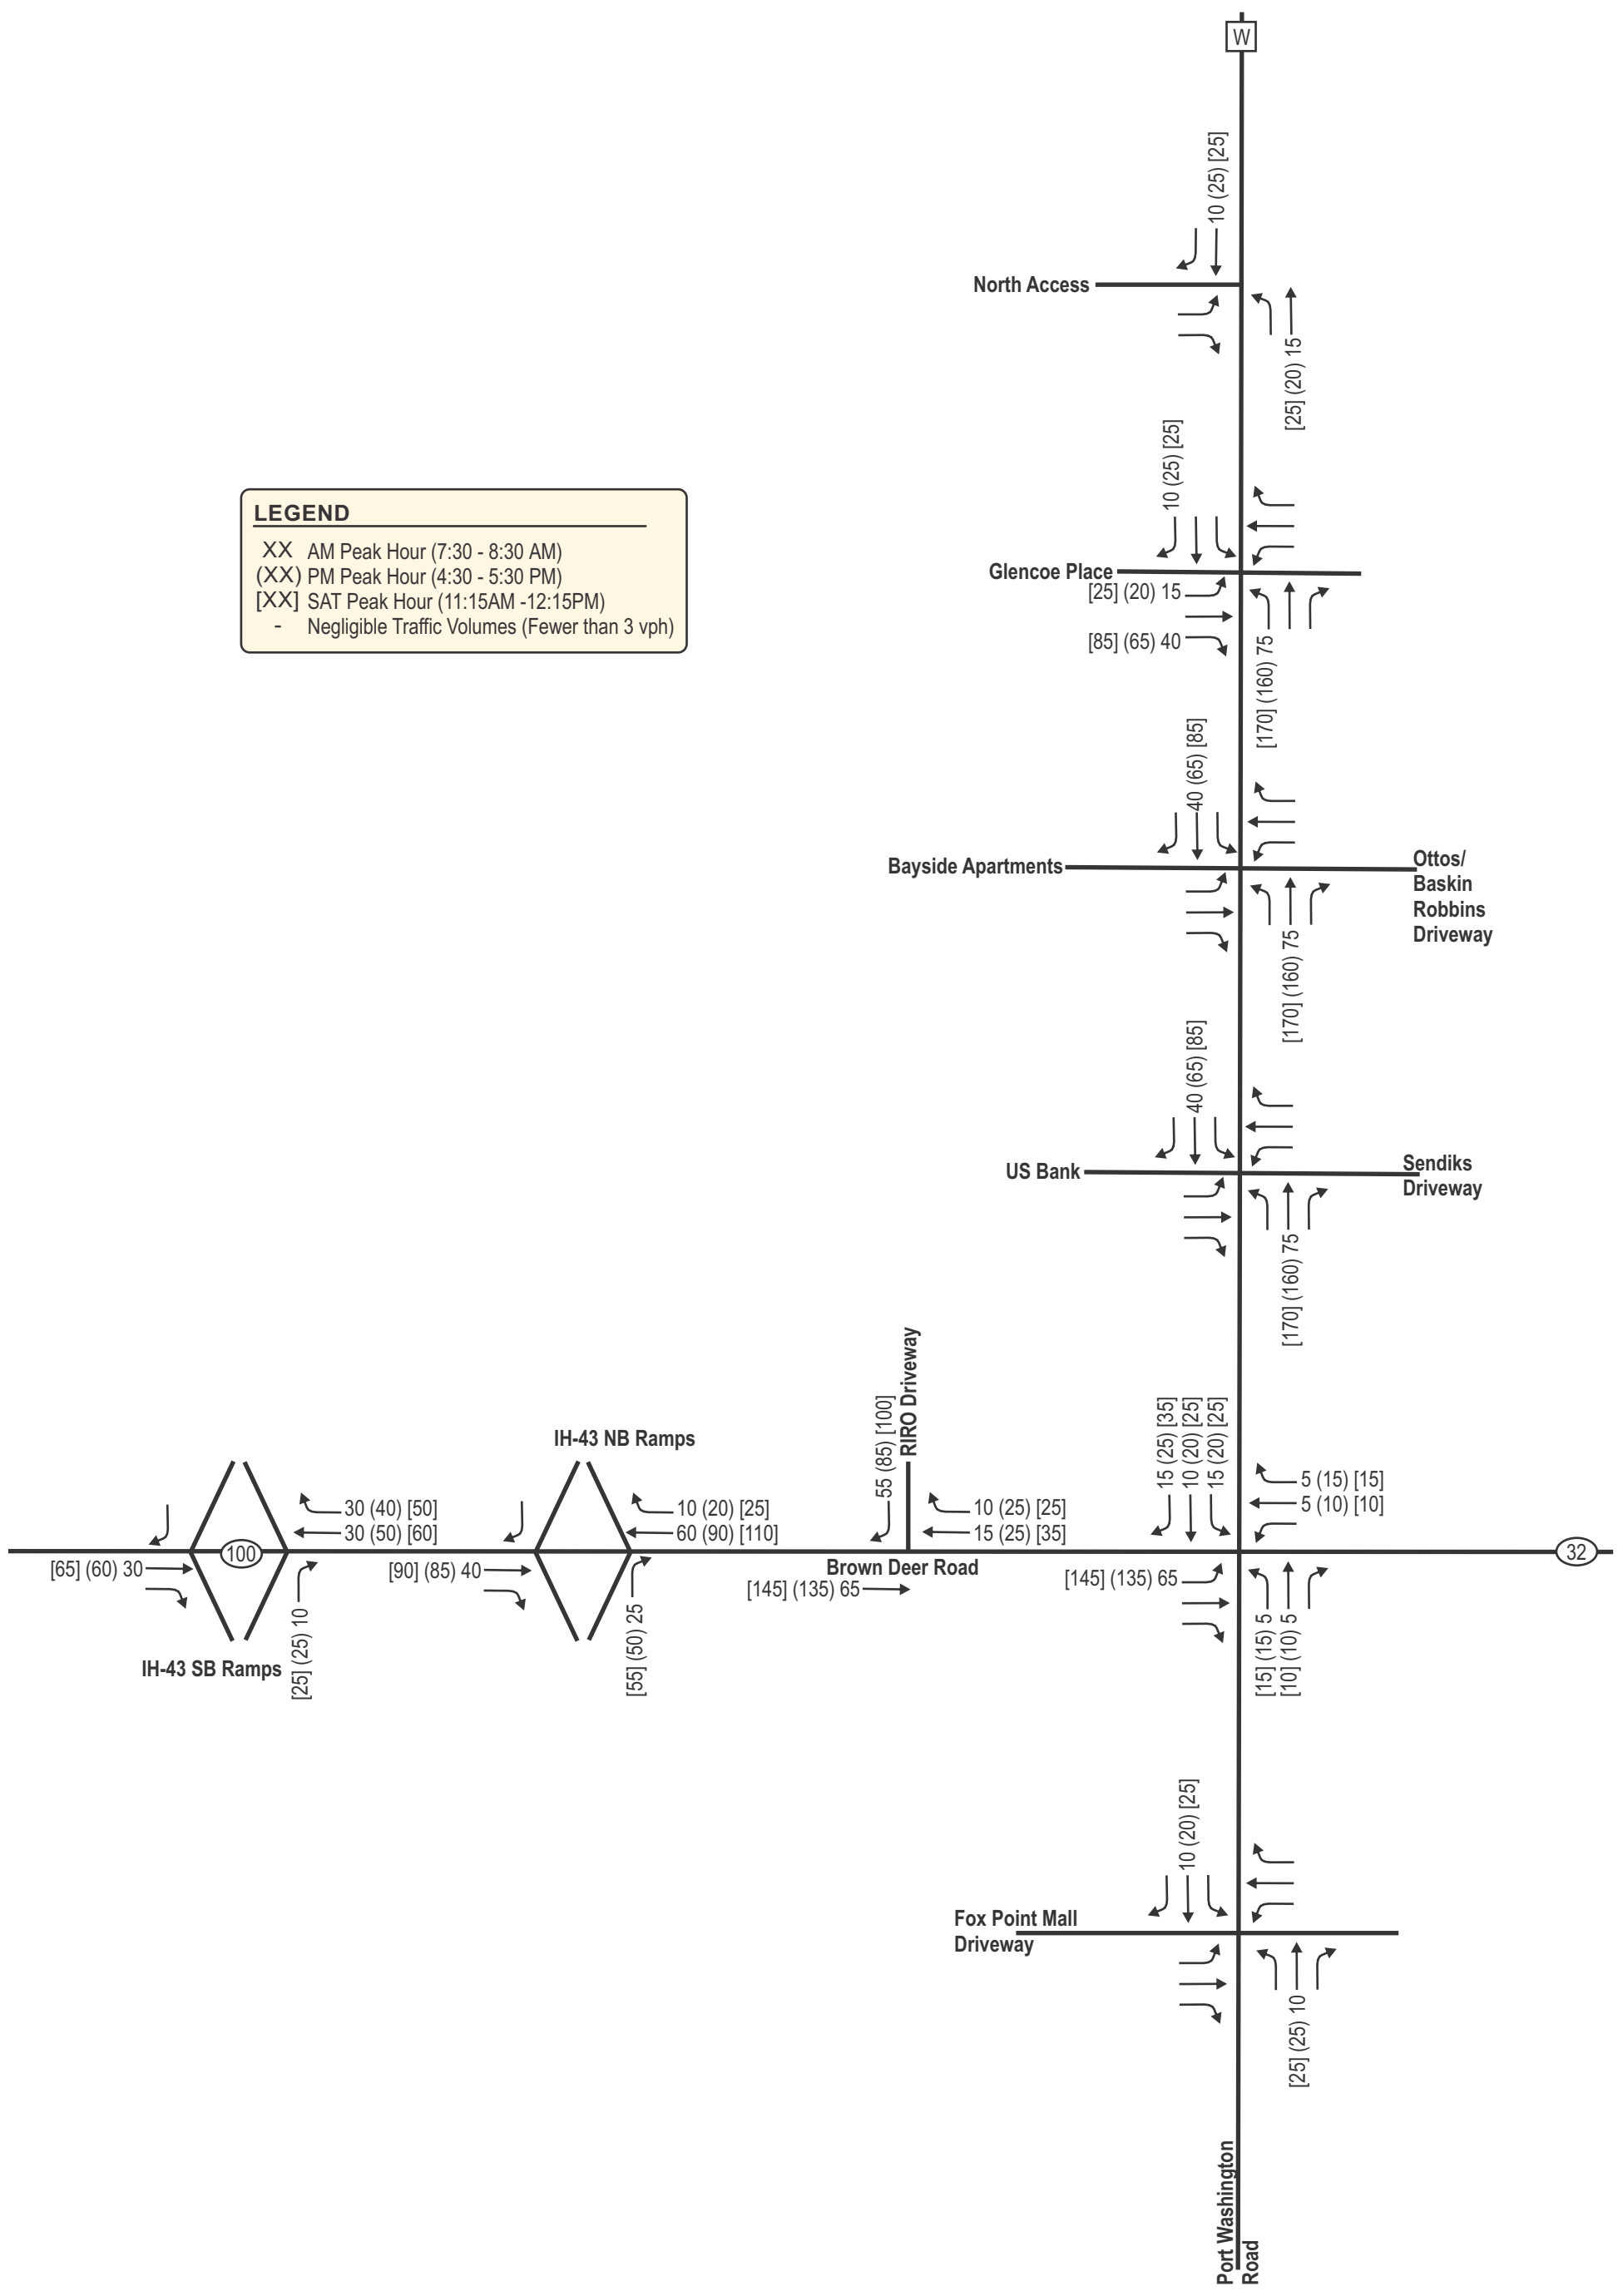 W
10 (25) [25]
North Access
[25] (20) 15
10 (25) [25]
LEGEND
XX AM Peak Hour (7:30 - 8:30 AM)
(XX) PM Peak Hour (4:30 - 5:30 PM)
[XX] SAT Peak Hour (11:15AM -12:15PM)
- Negligible Traffic Volumes (Fewer than 3 vph)
Glencoe Place
[25] (20) 15
[85] (65) 40
[170] (160) 75
40 (65) [85]
Bayside Apartments
Ottos/
Baskin
Robbins
Driveway
[170] (160) 75
40 (65) [85]
US Bank
Sendiks
Driveway
[170] (160) 75
RIRO Driveway
55 (85) [100]
15 (25) [35]
10 (20) [25]
15 (20) [25]
IH-43 NB Ramps
30 (40) [50]
30 (50) [60]
10 (20) [25]
60 (90) [110]
10 (25) [25]
15 (25) [35]
5 (15) [15]
5 (10) [10]
100
32
Brown Deer Road
[65] (60) 30
[90] (85) 40
[145] (135) 65
[145] (135) 65
IH-43 SB Ramps
[25] (25) 10
[55] (50) 25
[15] (15) 5
[10] (10) 5
10 (20) [25]
Fox Point Mall
Driveway
[25] (25) 10
Port Washington
Road